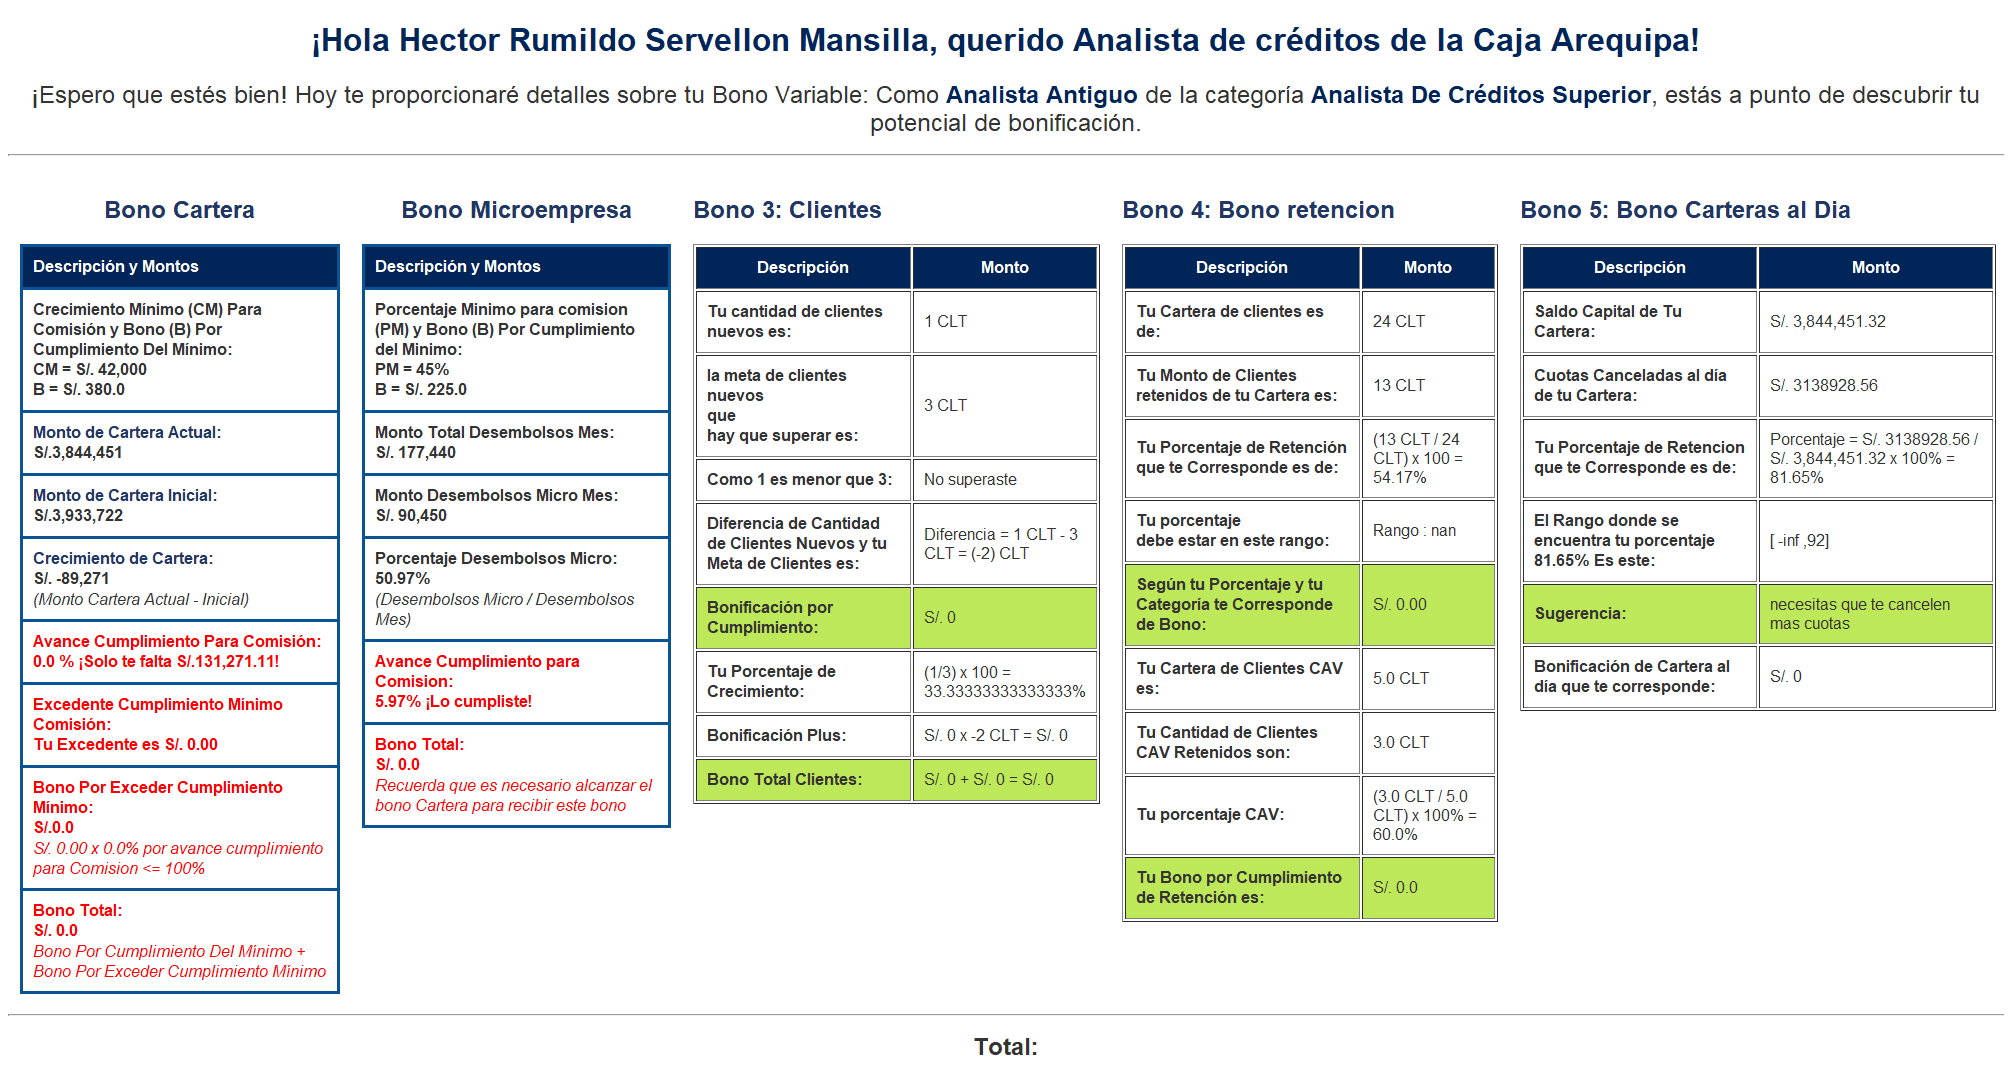 ¡Hola Hector Rumildo Servellon Mansilla, querido Analista de créditos de la Caja Arequipa!
¡Espero que estés bien! Hoy te proporcionaré detalles sobre tu Bono Variable: Como Analista Antiguo de la categoría Analista De Créditos Superior, estás a punto de descubrir tu
potencial de bonificación.
Bono Cartera
Descripción y Montos
Crecimiento Mínimo (CM) Para
Comisión y Bono (B) Por
Cumplimiento Del Mínimo:
CM = S/. 42,000
B = S/. 380.0
Monto de Cartera Actual:
S/.3,844,451
Monto de Cartera Inicial:
S/.3,933,722
Crecimiento de Cartera:
S/. -89,271
(Monto Cartera Actual - Inicial)
Avance Cumplimiento Para Comisión:
0.0 % ¡Solo te falta S/.131,271.11!
Excedente Cumplimiento Mínimo
Comisión:
Tu Excedente es S/. 0.00
Bono Por Exceder Cumplimiento
Mínimo:
S/.0.0
S/. 0.00 x 0.0% por avance cumplimiento
para Comision <= 100%
Bono Total:
S/. 0.0
Bono Por Cumplimiento Del Mínimo +
Bono Por Exceder Cumplimiento Mínimo
Bono Microempresa
Descripción y Montos
Porcentaje Minimo para comision
(PM) y Bono (B) Por Cumplimiento
del Minimo:
PM = 45%
B = S/. 225.0
Monto Total Desembolsos Mes:
S/. 177,440
Monto Desembolsos Micro Mes:
S/. 90,450
Porcentaje Desembolsos Micro:
50.97%
(Desembolsos Micro / Desembolsos
Mes)
Avance Cumplimiento para
Comision:
5.97% ¡Lo cumpliste!
Bono Total:
S/. 0.0
Recuerda que es necesario alcanzar el
bono Cartera para recibir este bono
Bono 3: Clientes
Descripción Monto
Tu cantidad de clientes
nuevos es:
1 CLT
la meta de clientes
nuevos
que
hay que superar es:
3 CLT
Como 1 es menor que 3: No superaste
Diferencia de Cantidad
de Clientes Nuevos y tu
Meta de Clientes es:
Diferencia = 1 CLT - 3
CLT = (-2) CLT
Bonificación por
Cumplimiento:
S/. 0
Tu Porcentaje de
Crecimiento:
(1/3) x 100 =
33.33333333333333%
Bonificación Plus: S/. 0 x -2 CLT = S/. 0
Bono Total Clientes: S/. 0 + S/. 0 = S/. 0
Bono 4: Bono retencion
Descripción Monto
Tu Cartera de clientes es
de:
24 CLT
Tu Monto de Clientes
retenidos de tu Cartera es:
13 CLT
Tu Porcentaje de Retención
que te Corresponde es de:
(13 CLT / 24
CLT) x 100 =
54.17%
Tu porcentaje
debe estar en este rango:
Rango : nan
Según tu Porcentaje y tu
Categoría te Corresponde
de Bono:
S/. 0.00
Tu Cartera de Clientes CAV
es:
5.0 CLT
Tu Cantidad de Clientes
CAV Retenidos son:
3.0 CLT
Tu porcentaje CAV:
(3.0 CLT / 5.0
CLT) x 100% =
60.0%
Tu Bono por Cumplimiento
de Retención es:
S/. 0.0
Bono 5: Bono Carteras al Dia
Descripción Monto
Saldo Capital de Tu
Cartera:
S/. 3,844,451.32
Cuotas Canceladas al día
de tu Cartera:
S/. 3138928.56
Tu Porcentaje de Retencion
que te Corresponde es de:
Porcentaje = S/. 3138928.56 /
S/. 3,844,451.32 x 100% =
81.65%
El Rango donde se
encuentra tu porcentaje
81.65% Es este:
[ -inf ,92]
Sugerencia:
necesitas que te cancelen
mas cuotas
Bonificación de Cartera al
día que te corresponde:
S/. 0
Total: